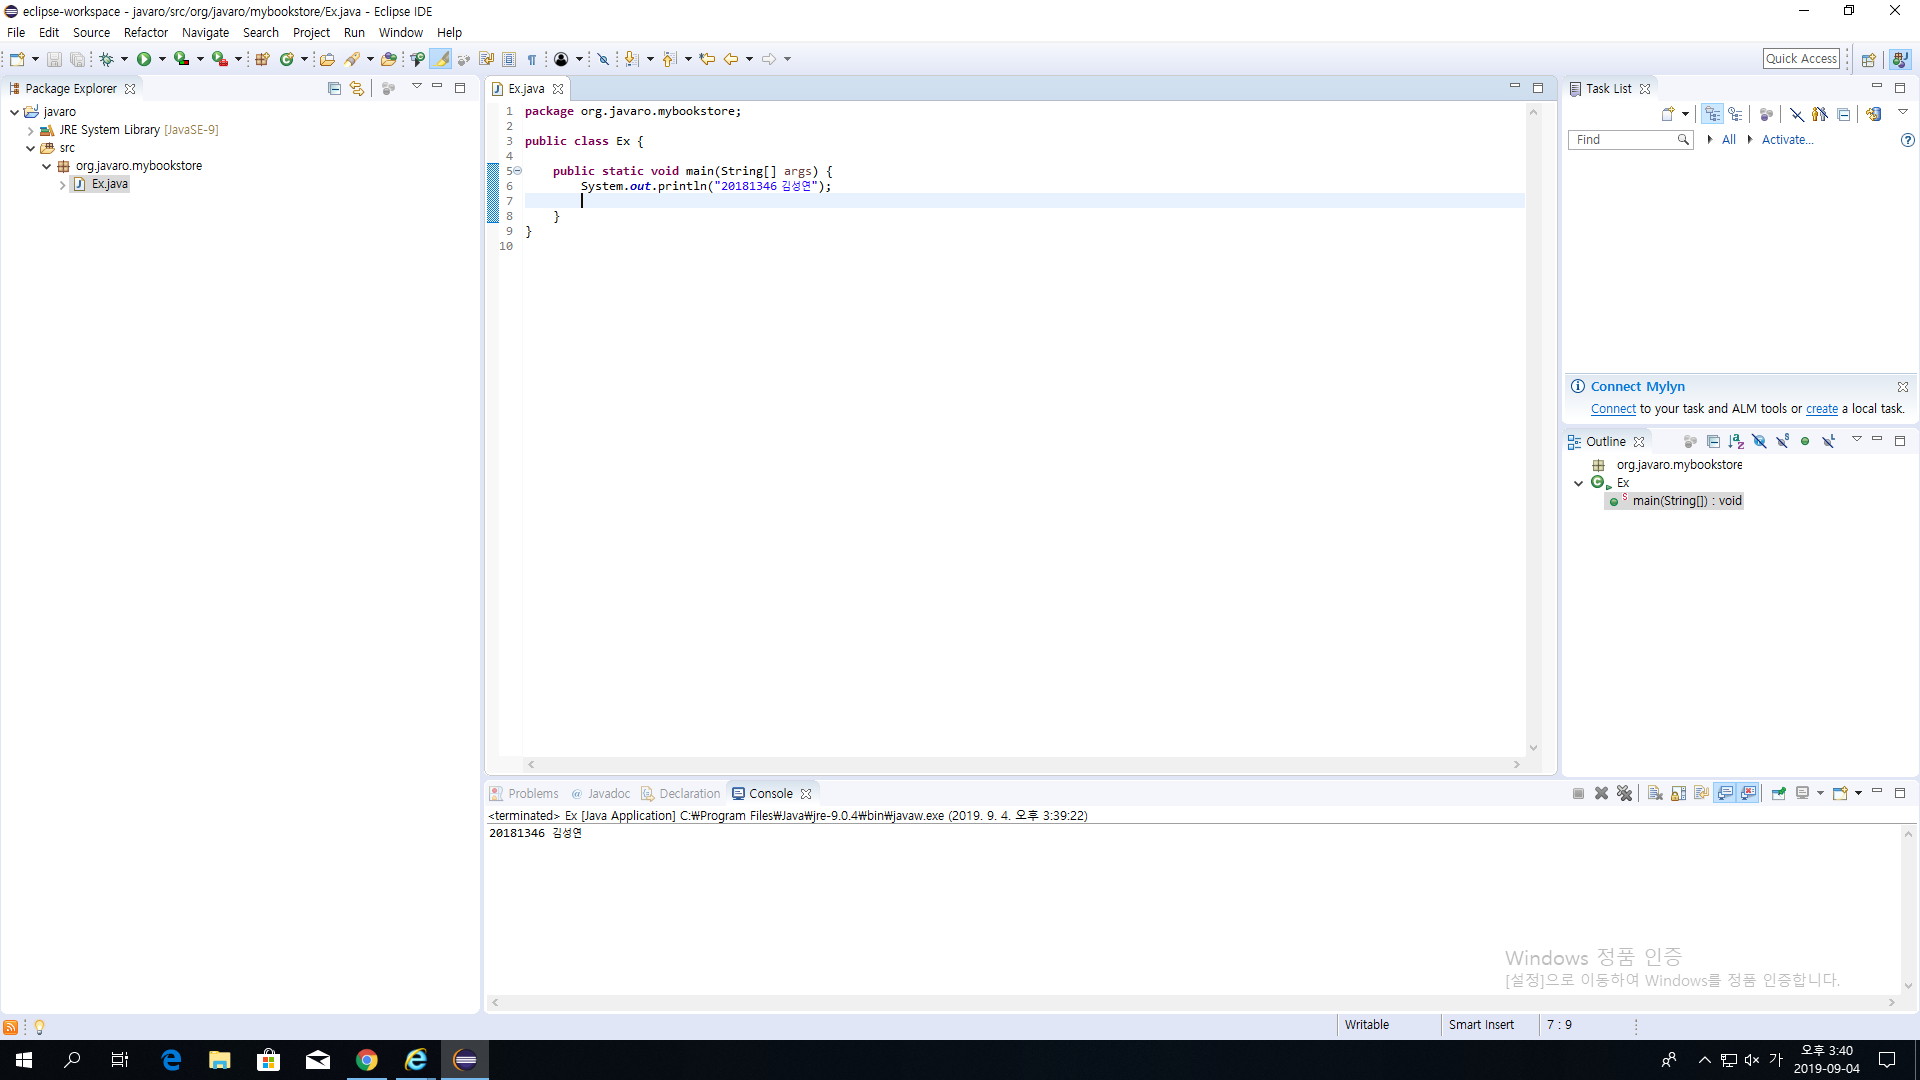 eclipse-workspace - javaro/src/org/javaro/mybookstore/Ex.java - Eclipse IDE
File Edit Source Refactor Navigate Search Project Run Window Help
Quick Access
Package Explorer
javaro
JRE System Library [JavaSE-9]
src
org.javaro.mybookstore
Ex.java
Ex.java
1 package org.javaro.mybookstore;
2
3 public class Ex {
4
5 public static void main(String[] args) {
6 System.out.println("20181346 김성연");
7
8 }
9 }
10
Task List
Find All Activate...
Connect Mylyn
Connect to your task and ALM tools or create a local task.
Outline
org.javaro.mybookstore
Ex
main(String[]) : void
Problems Javadoc Declaration Console
<terminated> Ex [Java Application] C:₩Program Files₩Java₩jre-9.0.4₩bin₩javaw.exe (2019. 9. 4. 오후 3:39:22)
20181346 김성연
Windows 정품 인증
[설정]으로 이동하여 Windows를 정품 인증합니다.
Writable Smart Insert 7 : 9
가 오후 3:40
2019-09-04